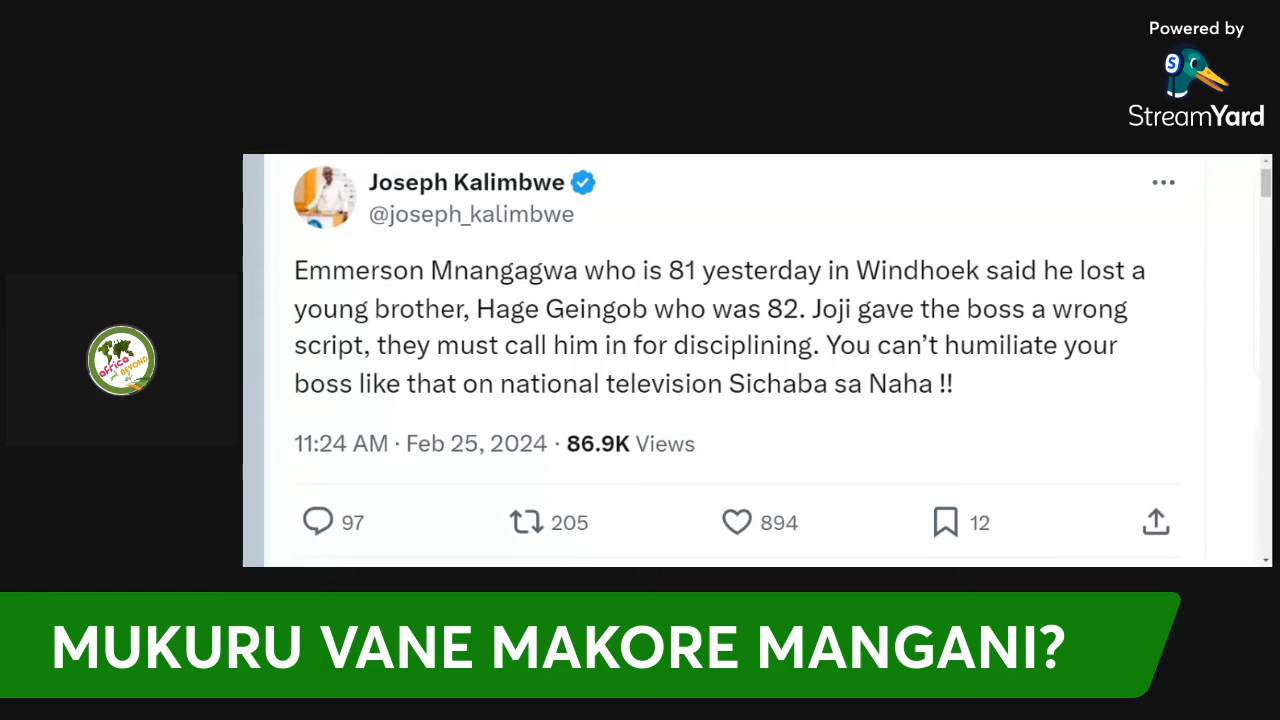 Powered by
StreamYard
Joseph Kalimbwe
@joseph_kalimbwe
Emmerson Mnangagwa who is 81 yesterday in Windhoek said he lost a
young brother, Hage Geingob who was 82. Joji gave the boss a wrong
script, they must call him in for disciplining. You can’t humiliate your
boss like that on national television Sichaba sa Naha !!
11:24 AM · Feb 25, 2024 · 86.9K Views
97 205 894 12
africa
BEYOND
MUKURU VANE MAKORE MANGANI?